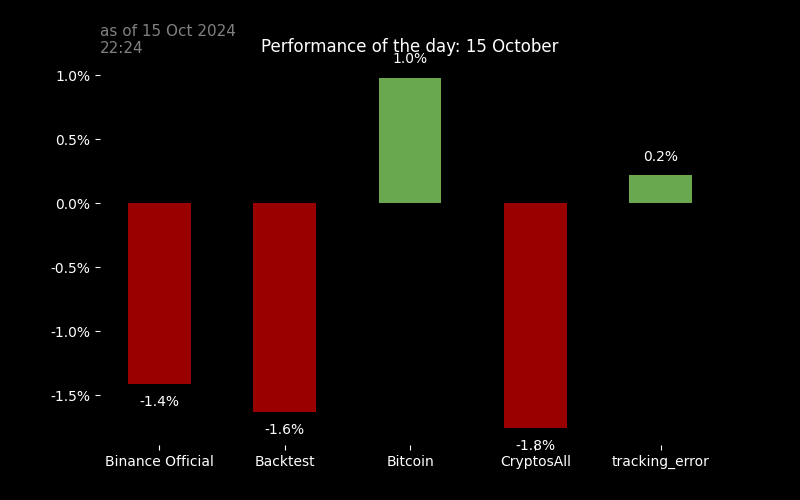 as of 15 Oct 2024
22:24
Performance of the day: 15 October
1.0%
1.0%
0.5%
0.2%
0.0%
-0.5%
-1.0%
-1.5%
-1.4%
-1.6%
-1.8%
Binance Official
Backtest
Bitcoin
CryptosAll
tracking_error